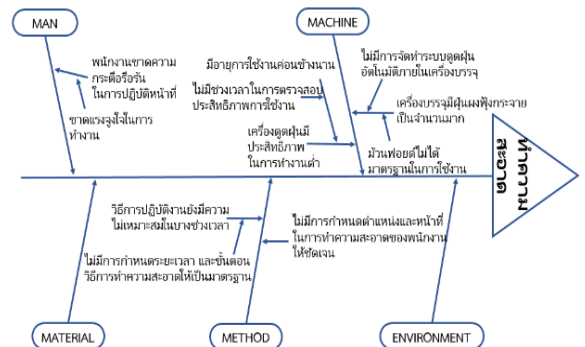 MAN
MACHINE
พนักงานขาดความ
กระตือรือร้น
ในการปฏิบัติหน้าที่
ขาดแรงจูงใจในการ
ทำงาน
มีอายุการใช้งานค่อนข้างนาน
ไม่มีช่วงเวลาในการตรวจสอบ
ประสิทธิภาพการใช้งาน
เครื่องดูดฝุ่นมี
ประสิทธิภาพ
ในการทำงานต่ำ
ไม่มีการจัดทำระบบดูดฝุ่น
อัตโนมัติภายในเครื่องบรรจุ
เครื่องบรรจุมีฝุ่นผงฟุ้งกระจาย
เป็นจำนวนมาก
ม้วนฟอยด์ไม่ได้
มาตรฐานในการใช้งาน
ทำความ
สะอาด
วิธีการปฏิบัติงานยังมีความ
ไม่เหมาะสมในบางช่วงเวลา
ไม่มีการกำหนดระยะเวลา และขั้นตอน
วิธีการทำความสะอาดให้เป็นมาตรฐาน
ไม่มีการกำหนดตำแหน่งและหน้าที่
ในการทำความสะอาดของพนักงาน
ให้ชัดเจน
MATERIAL
METHOD
ENVIRONMENT